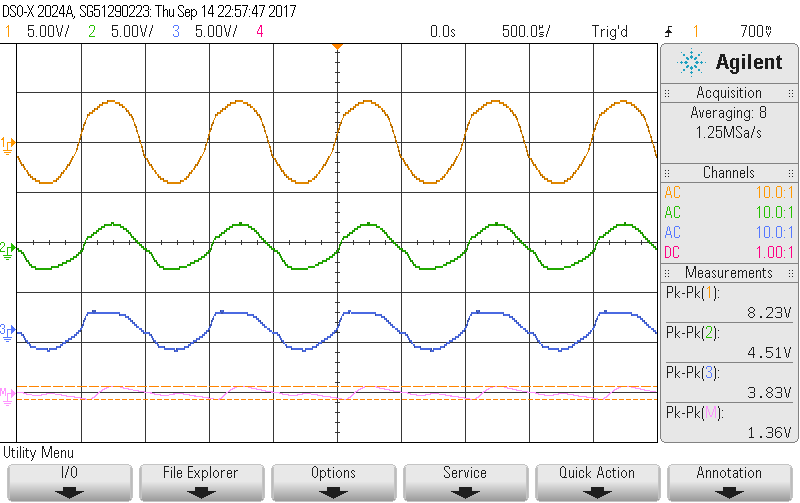 DSO-X 2024A, SG51290223: Thu Sep 14 22:57:47 2017
1 5.00V/ 2 5.00V/ 3 5.00V/ 4 0.0s 500.0㎲/ Trig'd 1 700㎷
Agilent
Acquisition
Averaging: 8
1.25MSa/s
Channels
AC 10.0:1
AC 10.0:1
AC 10.0:1
DC 1.00:1
Measurements
Pk-Pk(1):
8.23V
Pk-Pk(2):
4.51V
Pk-Pk(3):
3.83V
Pk-Pk(M):
1.36V
1
2
3
M
Utility Menu
I/O File Explorer Options Service Quick Action Annotation